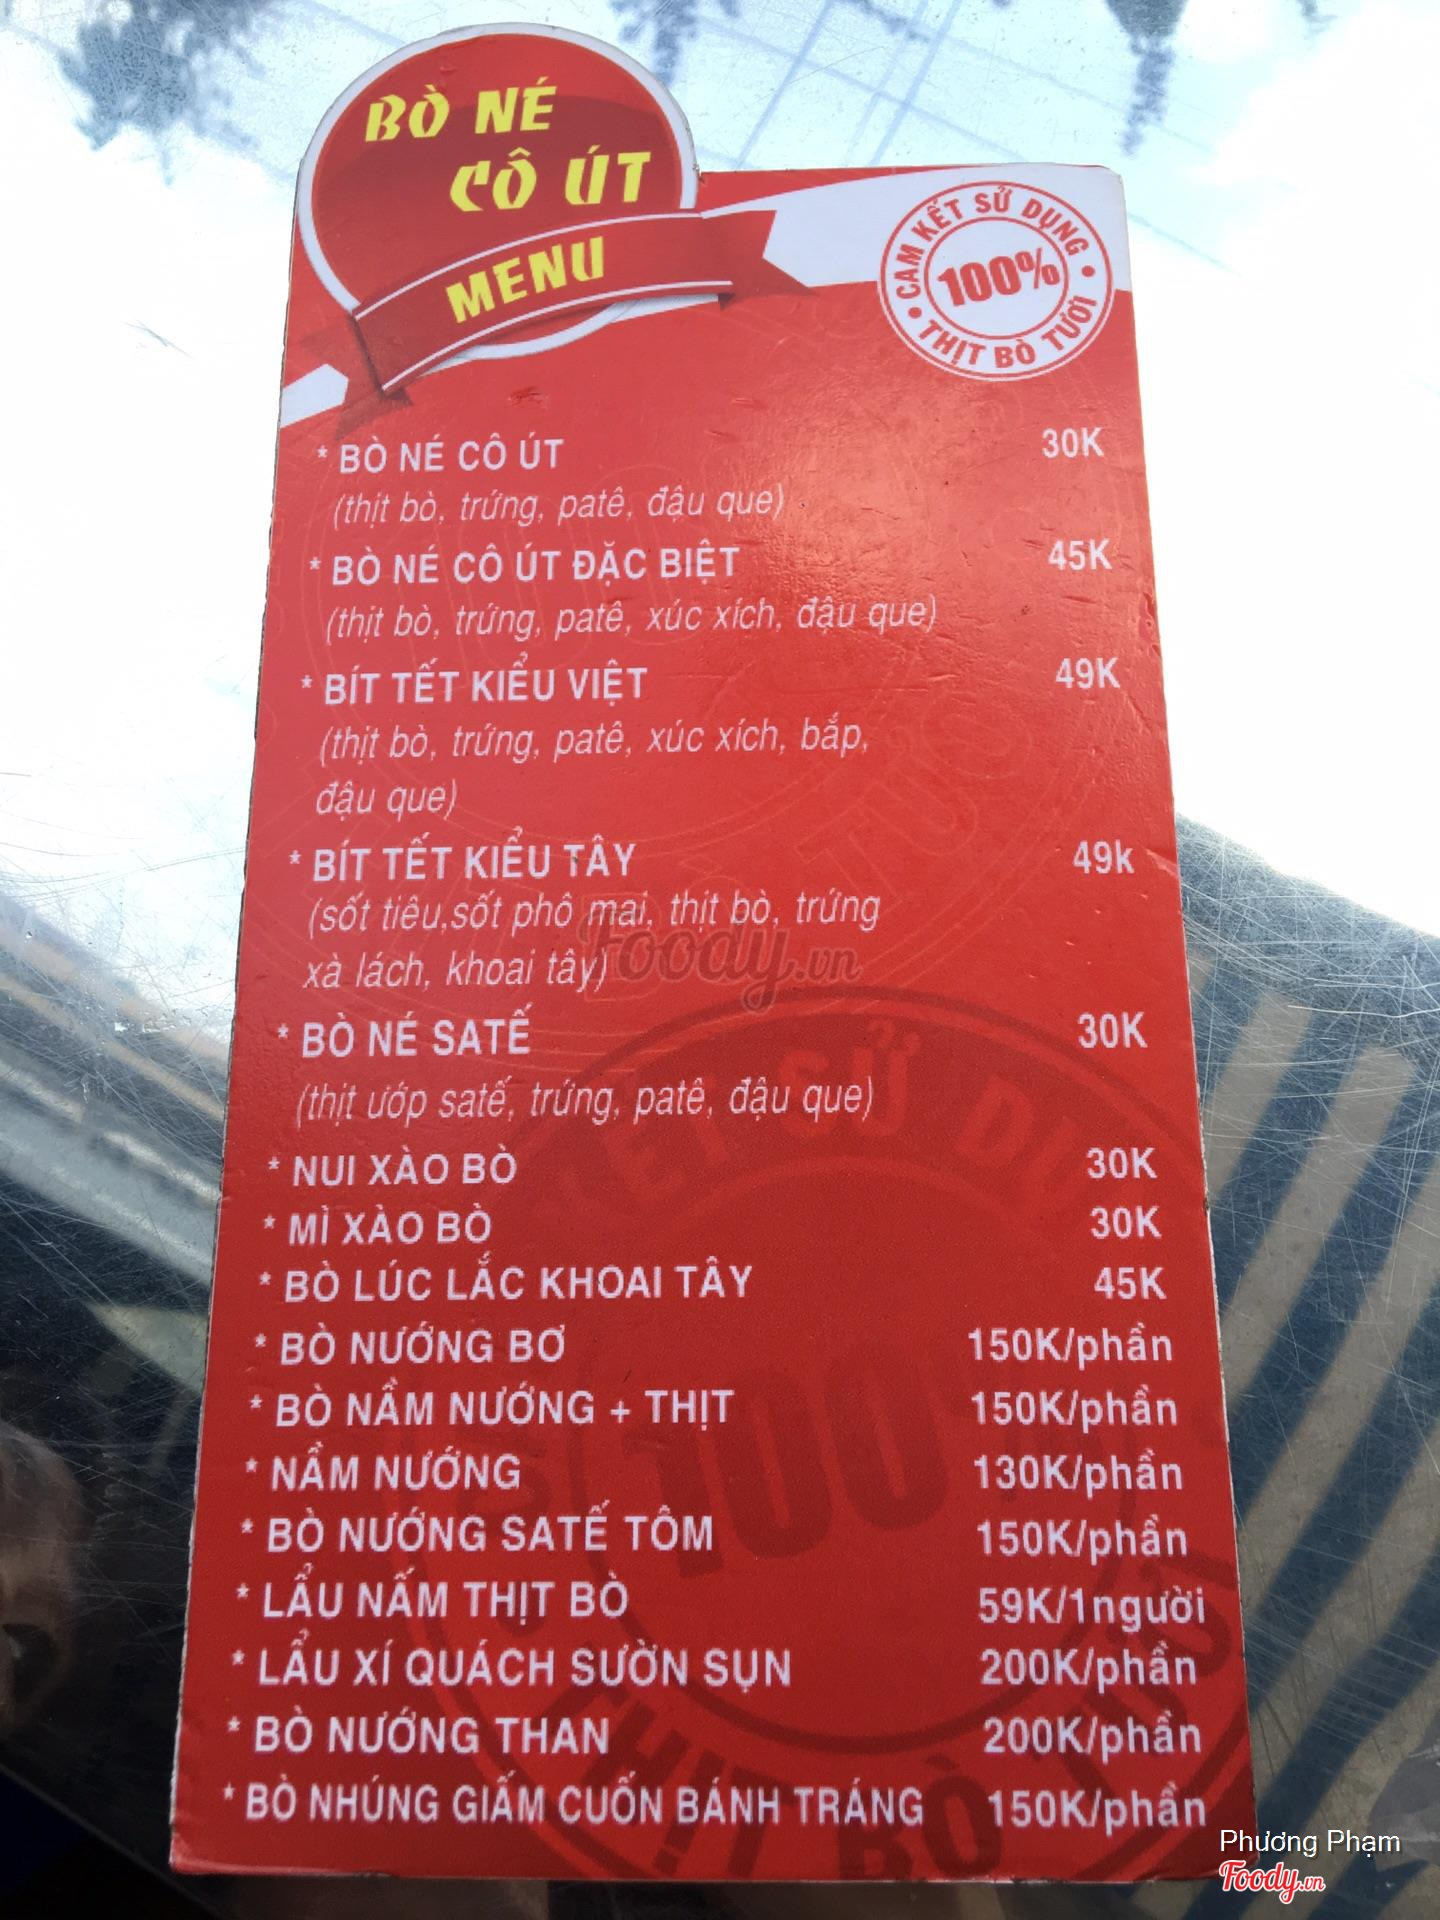 BÒ NÉ
CÔ ÚT
MENU
CAM KẾT SỬ DỤNG
100%
THỊT BÒ TƯƠI
* BÒ NÉ CÔ ÚT 30K
(thịt bò, trứng, patê, đậu que)
* BÒ NÉ CÔ ÚT ĐẶC BIỆT 45K
(thịt bò, trứng, patê, xúc xích, đậu que)
* BÍT TẾT KIỂU VIỆT 49K
(thịt bò, trứng, patê, xúc xích, bắp,
đậu que)
* BÍT TẾT KIỂU TÂY 49k
(sốt tiêu,sốt phô mai, thịt bò, trứng
xà lách, khoai tây)
Foody.vn
* BÒ NÉ SATẾ 30K
(thịt ướp satế, trứng, patê, đậu que)
* NUI XÀO BÒ 30K
* MÌ XÀO BÒ 30K
* BÒ LÚC LẮC KHOAI TÂY 45K
* BÒ NƯỚNG BƠ 150K/phần
* BÒ NẦM NƯỚNG + THỊT 150K/phần
* NẦM NƯỚNG 130K/phần
* BÒ NƯỚNG SATẾ TÔM 150K/phần
* LẨU NẤM THỊT BÒ 59K/1người
* LẨU XÍ QUÁCH SƯỜN SỤN 200K/phần
* BÒ NƯỚNG THAN 200K/phần
* BÒ NHÚNG GIẤM CUỐN BÁNH TRÁNG 150K/phần
Phương Phạm
Foody.vn